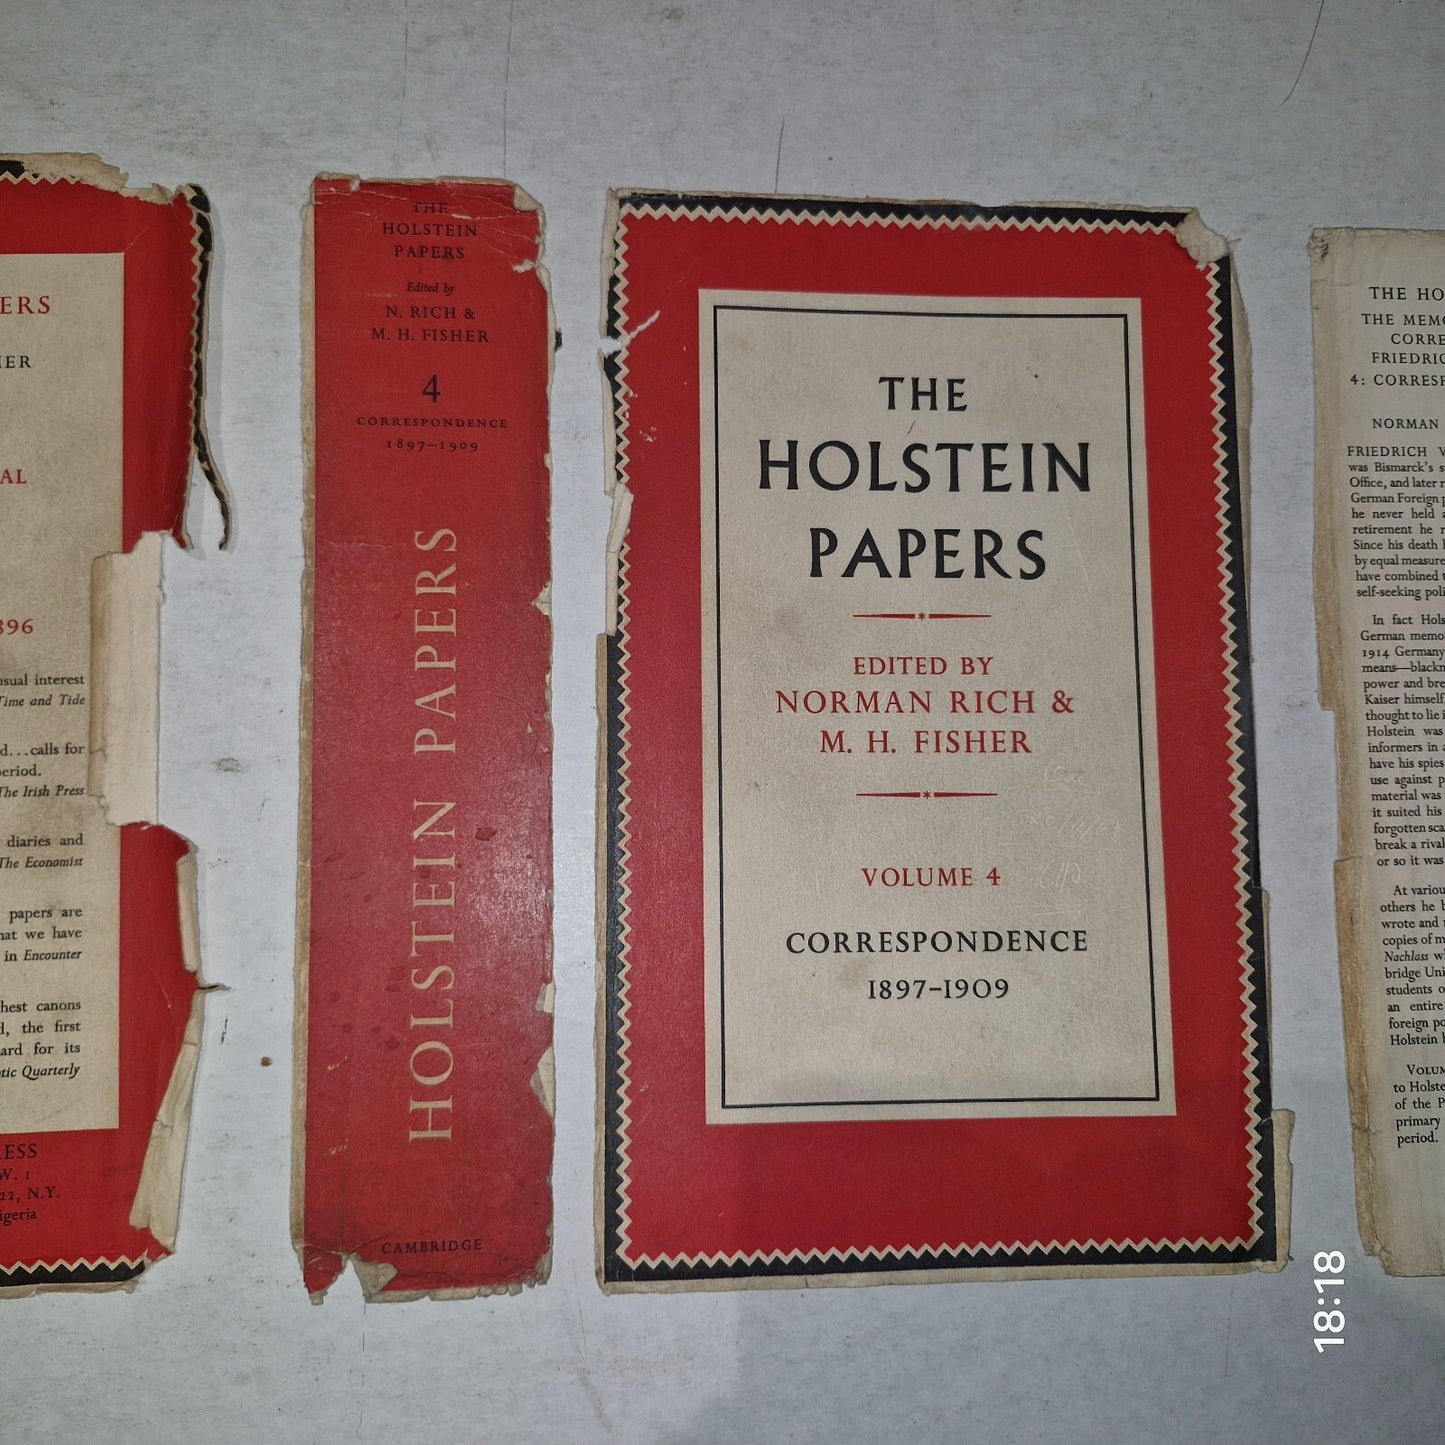 ERS
ER
AL
896
usual interest
Time and Tide
d...calls for
period.
The Irish Press
diaries and
The Economist
papers are
hat we have
in Encounter
hest canons
d, the first
ard for its
tic Quarterly
ESS
W. 1
22, N.Y.
igeria
THE
HOLSTEIN
PAPERS
Edited by
N. RICH &
M. H. FISHER
4
CORRESPONDENCE
1897–1909
HOLSTEIN PAPERS
CAMBRIDGE
THE
HOLSTEIN
PAPERS
EDITED BY
NORMAN RICH &
M. H. FISHER
VOLUME 4
CORRESPONDENCE
1897–1909
THE HO
THE MEMO
CORRE
FRIEDRIC
4: CORRESP
NORMAN
FRIEDRICH V
was Bismarck's s
Office, and later r
German Foreign p
he never held a
retirement he r
Since his death h
by equal measure
have combined t
self-seeking poli
In fact Hols
German memo
1914 Germany
means—blackm
power and bre
Kaiser himself
thought to lie i
Holstein was
informers in a
have his spies
use against p
material was
it suited his
forgotten sca
break a rival
or so it was
At variou
others he b
wrote and r
copies of m
Nachlass w
bridge Uni
students o
an entire
foreign po
Holstein h
VOLUM
to Holste
of the P
primary
period.
18:18